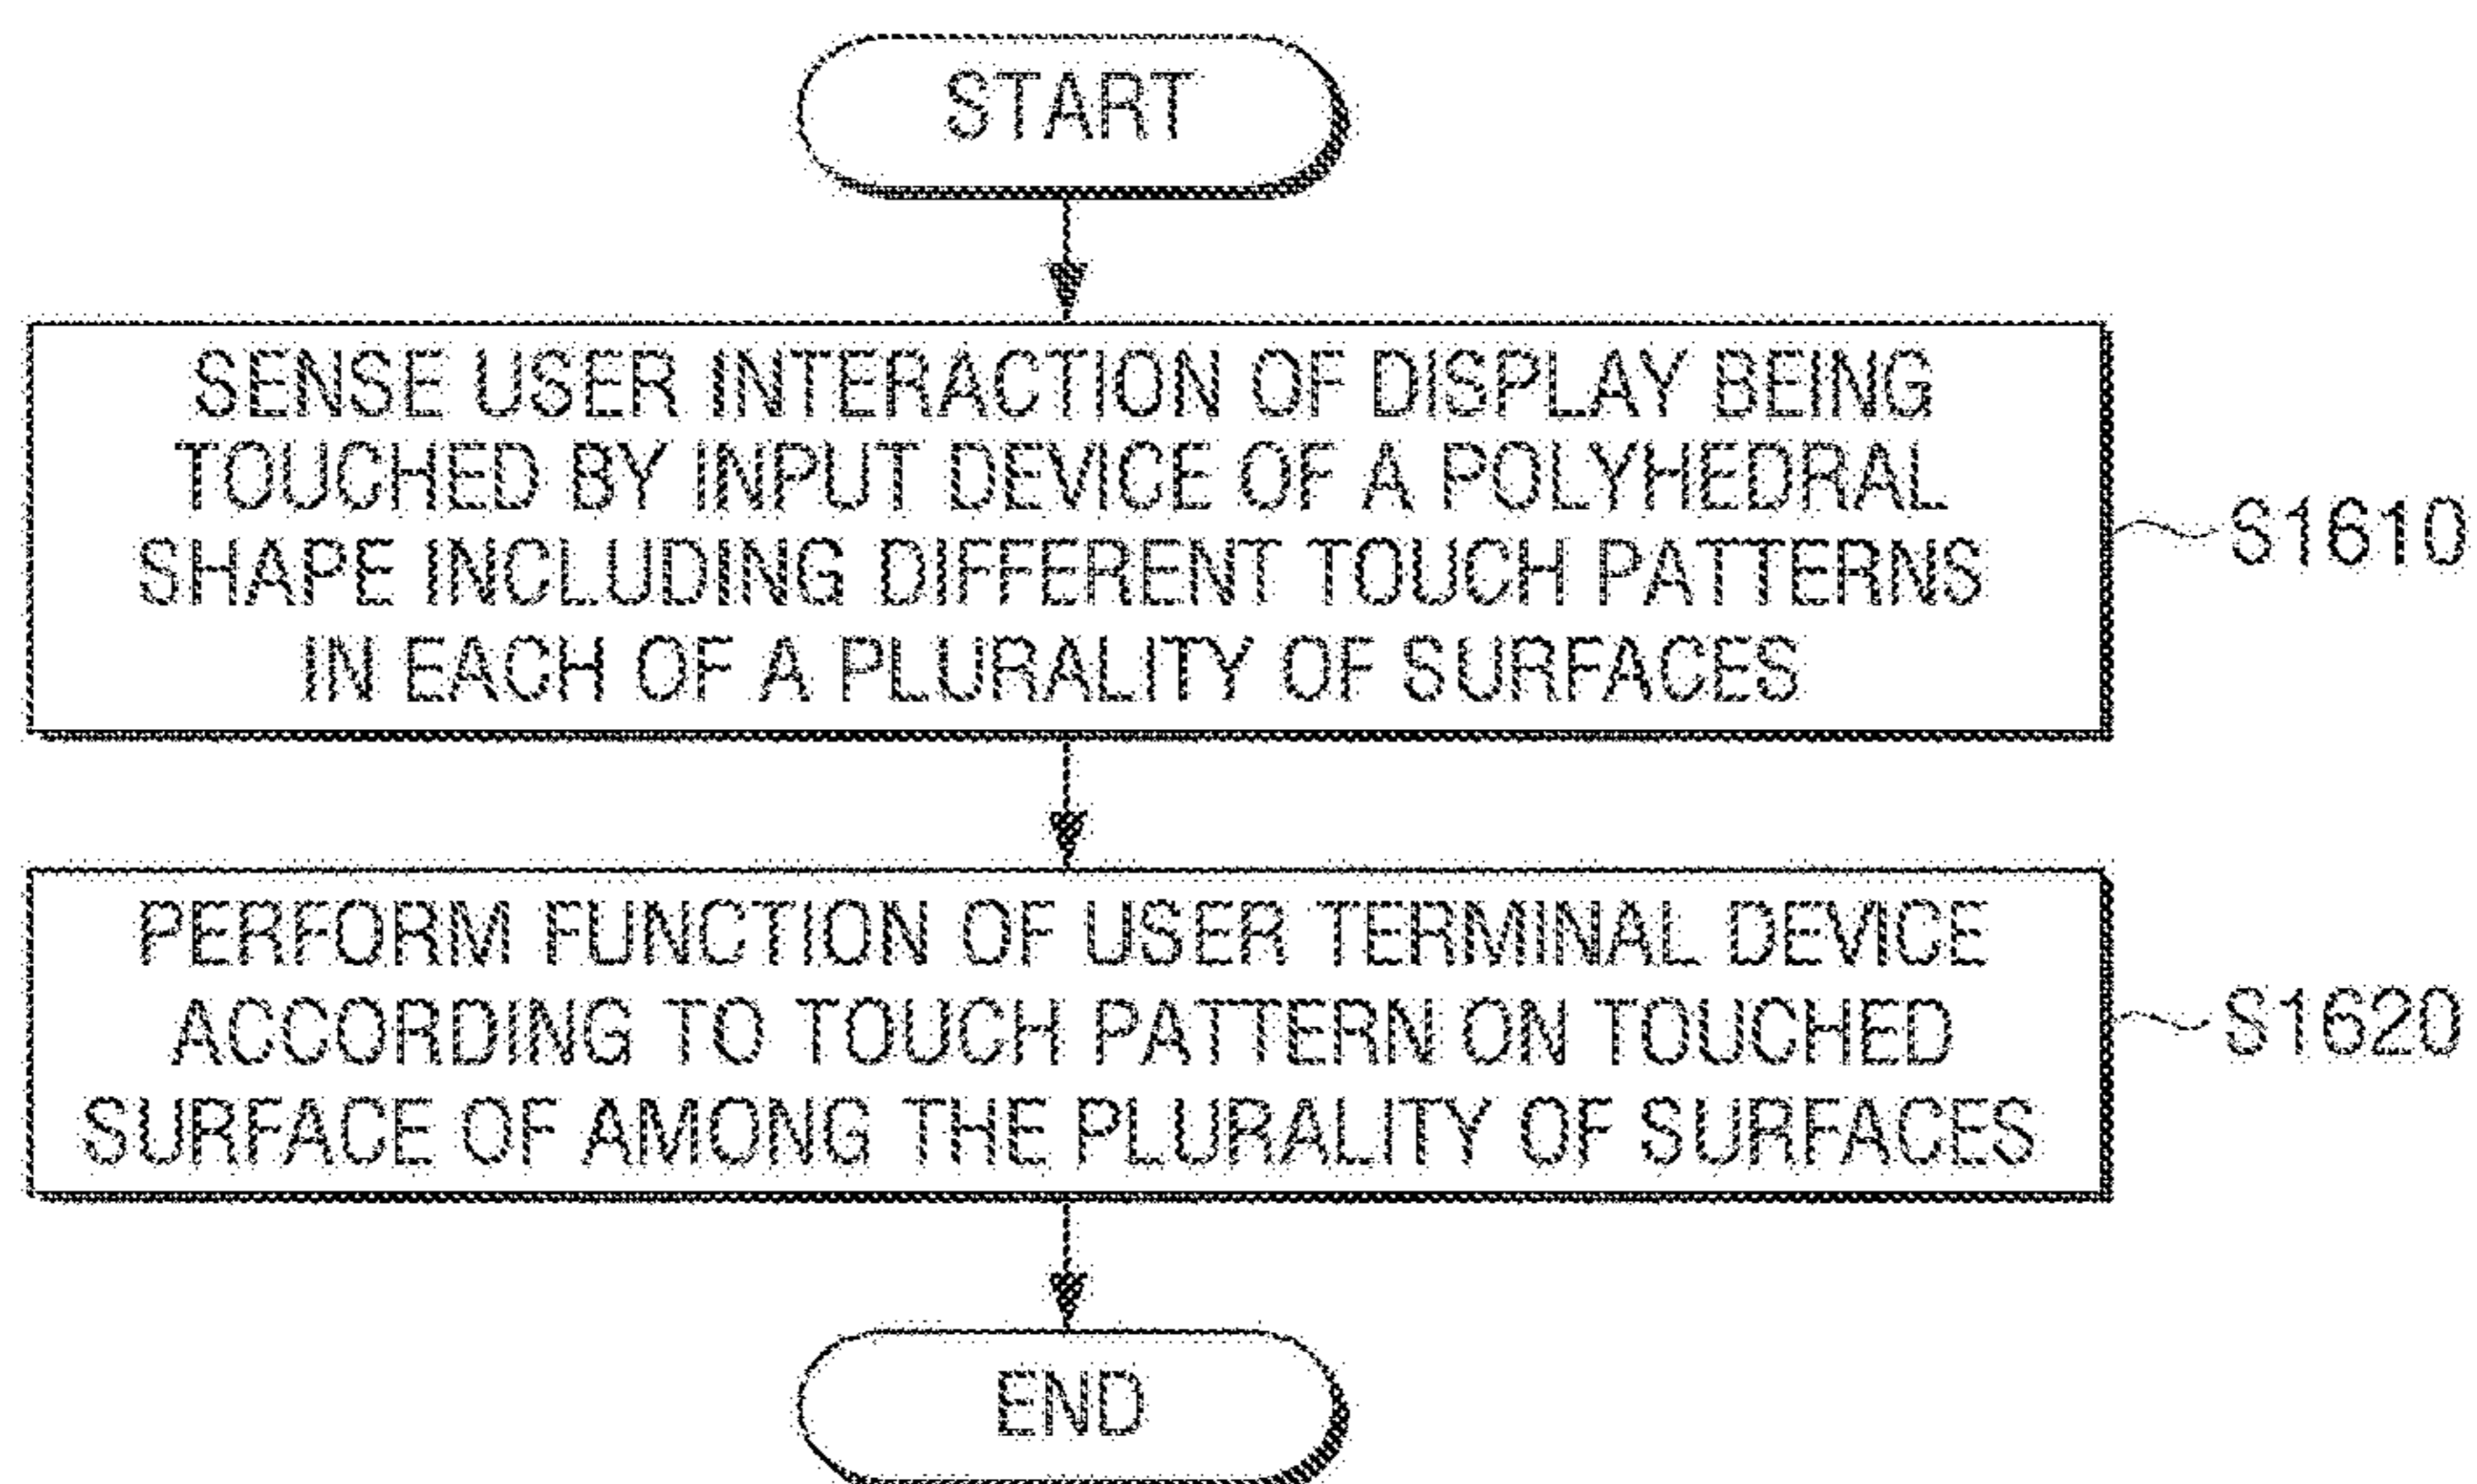 START
SENSE USER INTERACTION OF DISPLAY BEING
TOUCHED BY INPUT DEVICE OF A POLYHEDRAL
SHAPE INCLUDING DIFFERENT TOUCH PATTERNS
IN EACH OF A PLURALITY OF SURFACES
S1610
PERFORM FUNCTION OF USER TERMINAL DEVICE
ACCORDING TO TOUCH PATTERN ON TOUCHED
SURFACE OF AMONG THE PLURALITY OF SURFACES
S1620
END